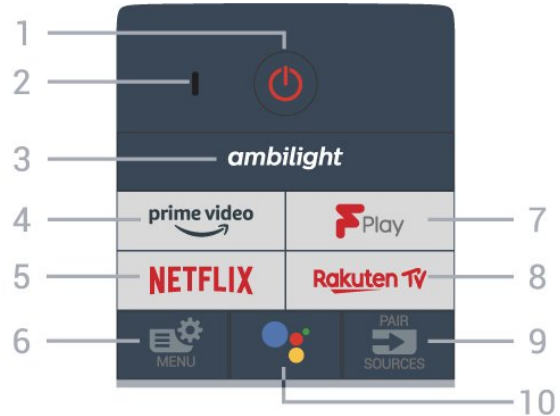 1
2
3
ambilight
4
prime video
F Play
7
5
NETFLIX
Rakuten TV
8
6
MENU
PAIR
SOURCES
9
10